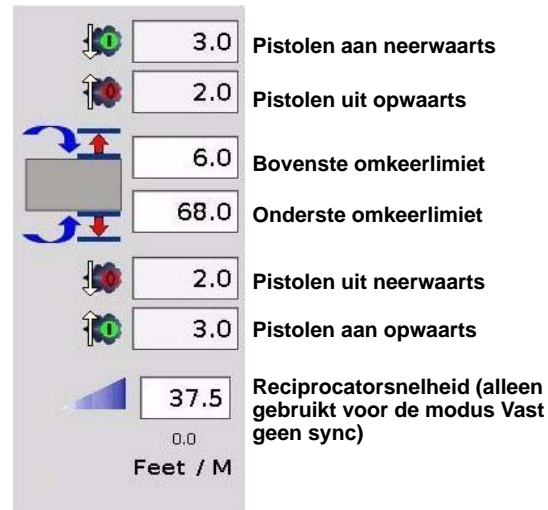 3.0 Pistolen aan neerwaarts
2.0 Pistolen uit opwaarts
6.0 Bovenste omkeerlimiet
68.0 Onderste omkeerlimiet
2.0 Pistolen uit neerwaarts
3.0 Pistolen aan opwaarts
37.5 Reciprocatorsnelheid (alleen
gebruikt voor de modus Vast
0.0 geen sync)
Feet / M